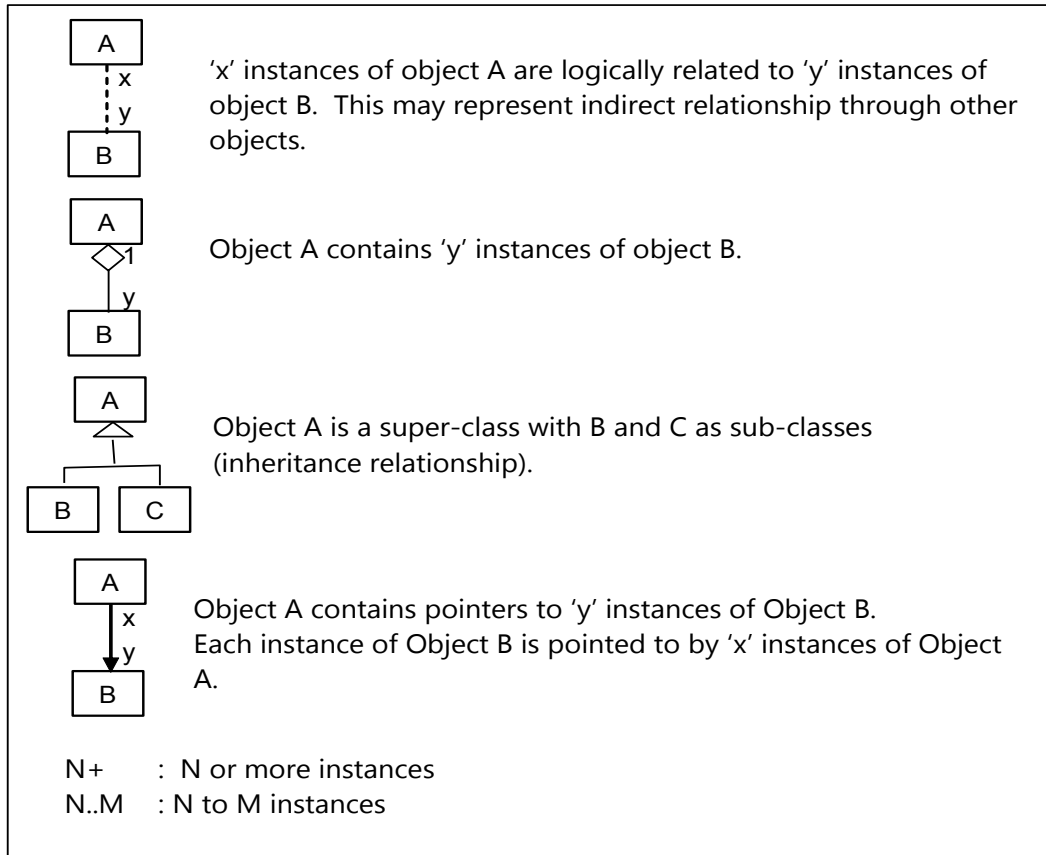 A
x
y
B
‘x’ instances of object A are logically related to ‘y’ instances of
object B.  This may represent indirect relationship through other
objects.
A
1
y
B
Object A contains ‘y’ instances of object B.
A
B C
Object A is a super-class with B and C as sub-classes
(inheritance relationship).
A
x
y
B
Object A contains pointers to ‘y’ instances of Object B.
Each instance of Object B is pointed to by ‘x’ instances of Object
A.
N+ : N or more instances
N..M : N to M instances